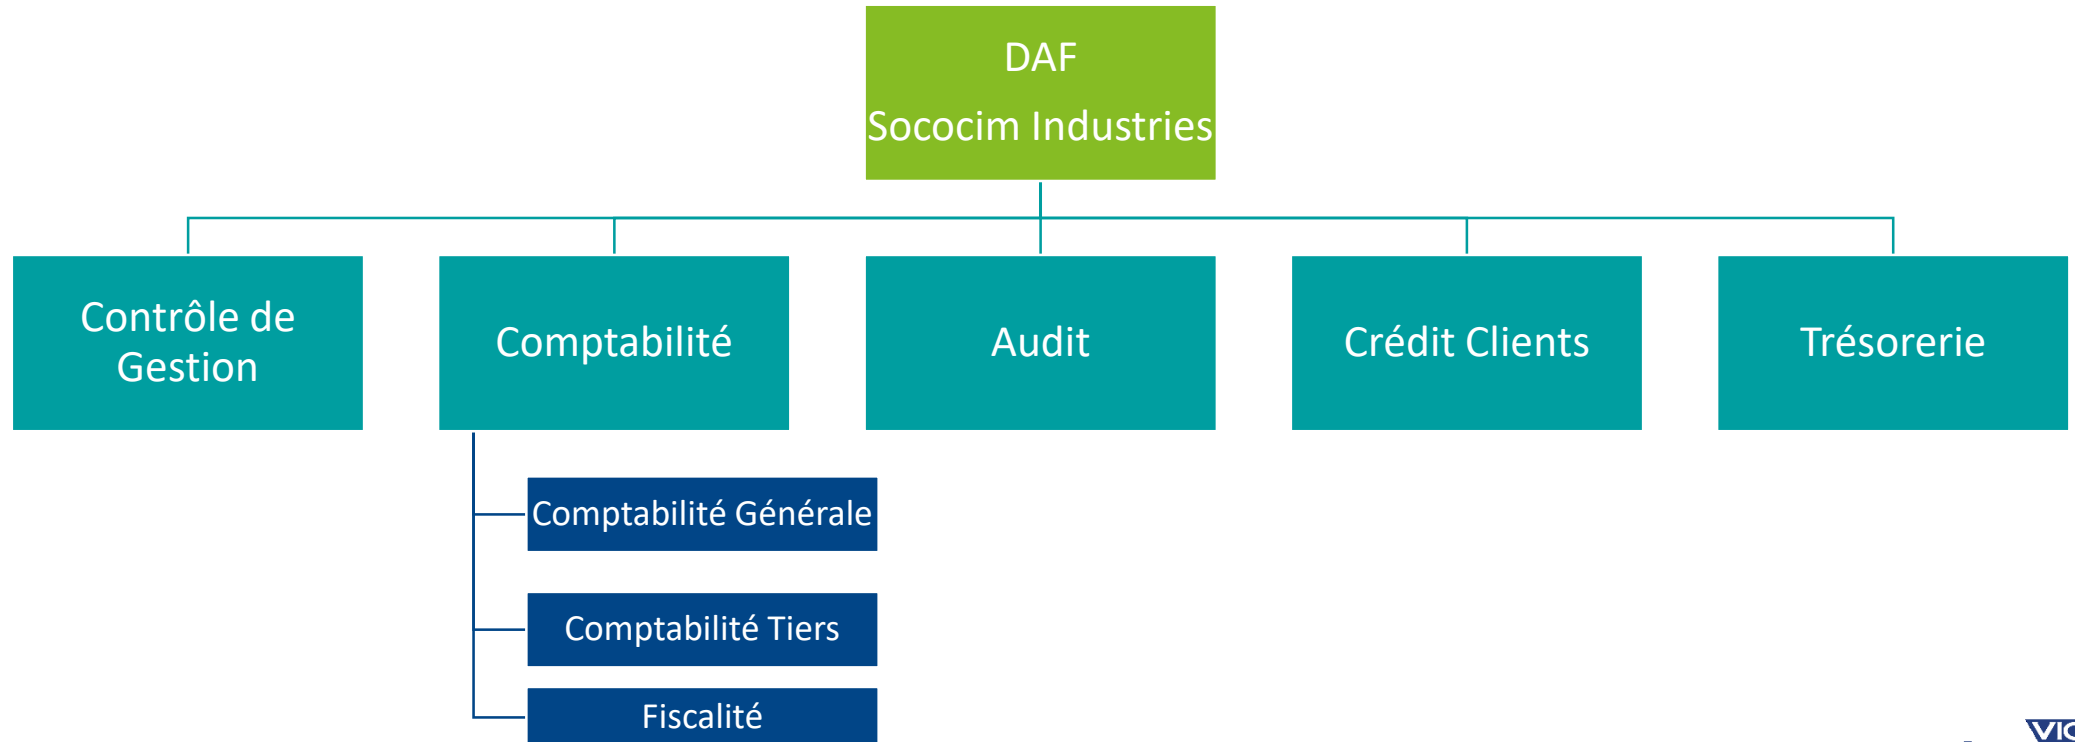 DAF
Sococim Industries
Contrôle de
Gestion
Comptabilité
Audit
Crédit Clients
Trésorerie
Comptabilité Générale
Comptabilité Tiers
Fiscalité